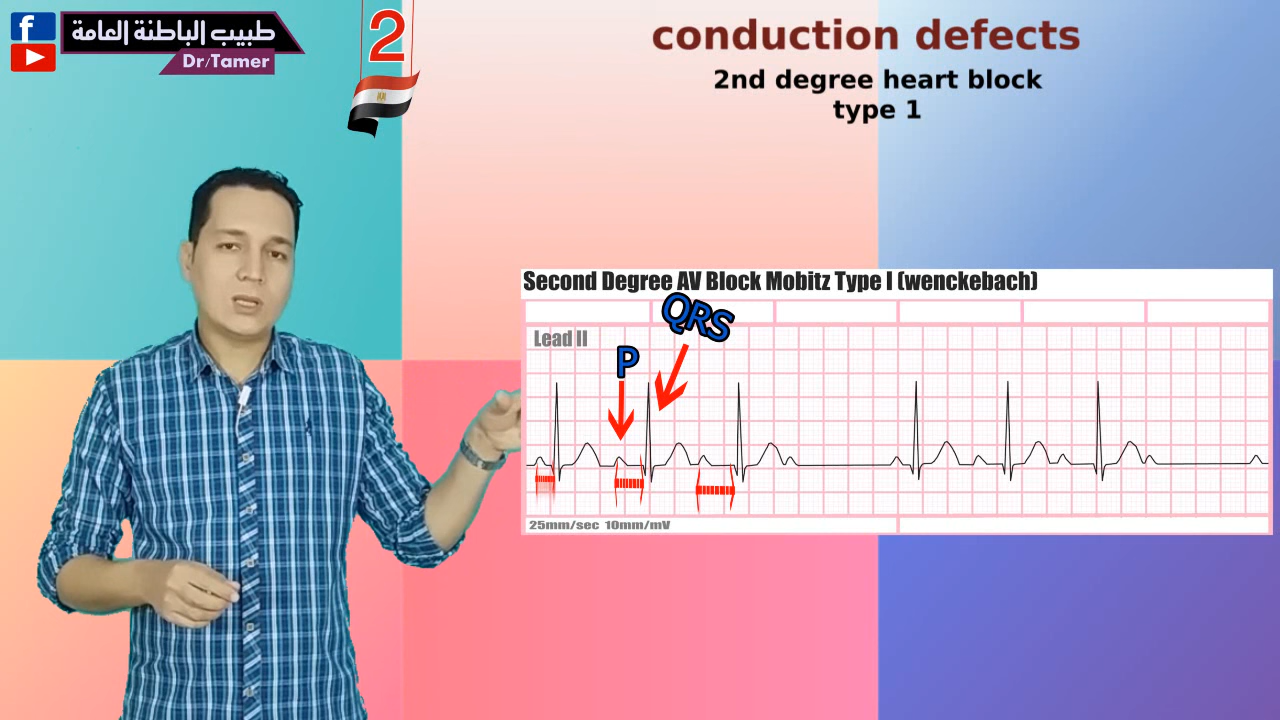 f
طبيب الباطنة العامة
Dr/Tamer
2
conduction defects
2nd degree heart block
type 1
Second Degree AV Block Mobitz Type I (wenckebach)
QRS
Lead II
P
25mm/sec 10mm/mV